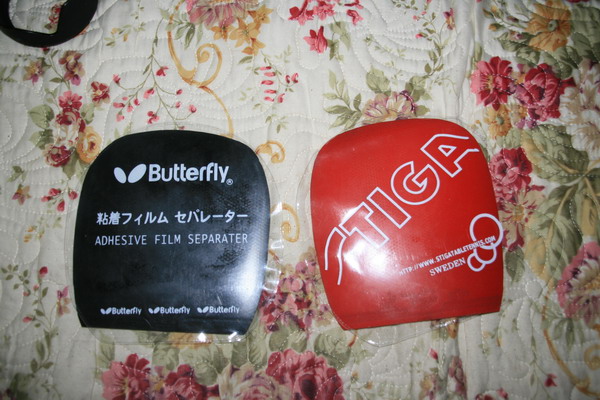 Butterfly®
粘着フィルム セパレーター
ADHESIVE FILM SEPARATER
Butterfly Butterfly Butterfly
STIGA
HTTP://WWW.STIGATABLETENNIS.COM
SWEDEN